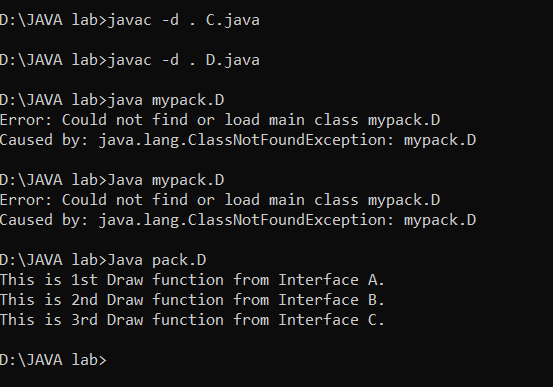 D:\JAVA lab>javac -d . C.java
D:\JAVA lab>javac -d . D.java
D:\JAVA lab>java mypack.D
Error: Could not find or load main class mypack.D
Caused by: java.lang.ClassNotFoundException: mypack.D
D:\JAVA lab>Java mypack.D
Error: Could not find or load main class mypack.D
Caused by: java.lang.ClassNotFoundException: mypack.D
D:\JAVA lab>Java pack.D
This is 1st Draw function from Interface A.
This is 2nd Draw function from Interface B.
This is 3rd Draw function from Interface C.
D:\JAVA lab>